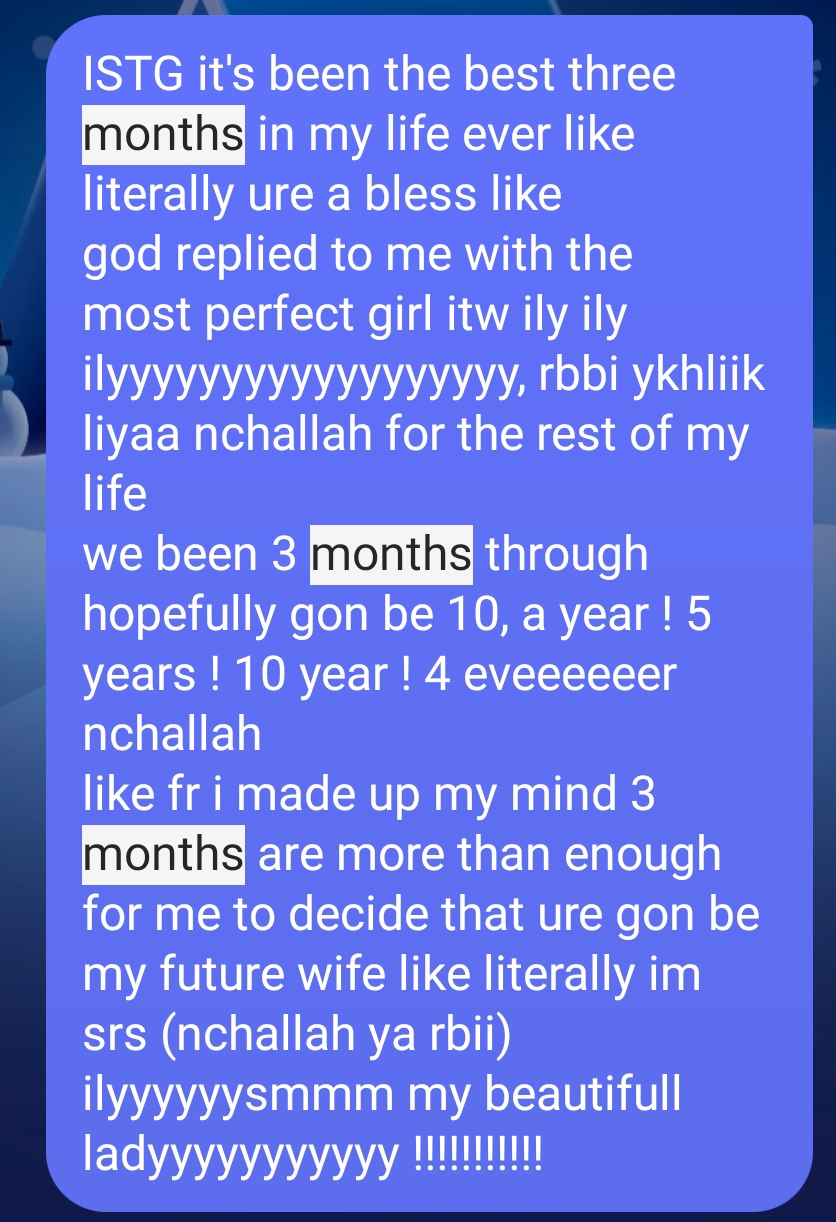 ISTG it's been the best three
months in my life ever like
literally ure a bless like
god replied to me with the
most perfect girl itw ily ily
ilyyyyyyyyyyyyyyyyyyy, rbbi ykhliik
liyaa nchallah for the rest of my
life
we been 3 months through
hopefully gon be 10, a year ! 5
years ! 10 year ! 4 eveeeeeer
nchallah
like fr i made up my mind 3
months are more than enough
for me to decide that ure gon be
my future wife like literally im
srs (nchallah ya rbii)
ilyyyyyysmmm my beautifull
ladyyyyyyyyyyy !!!!!!!!!!!